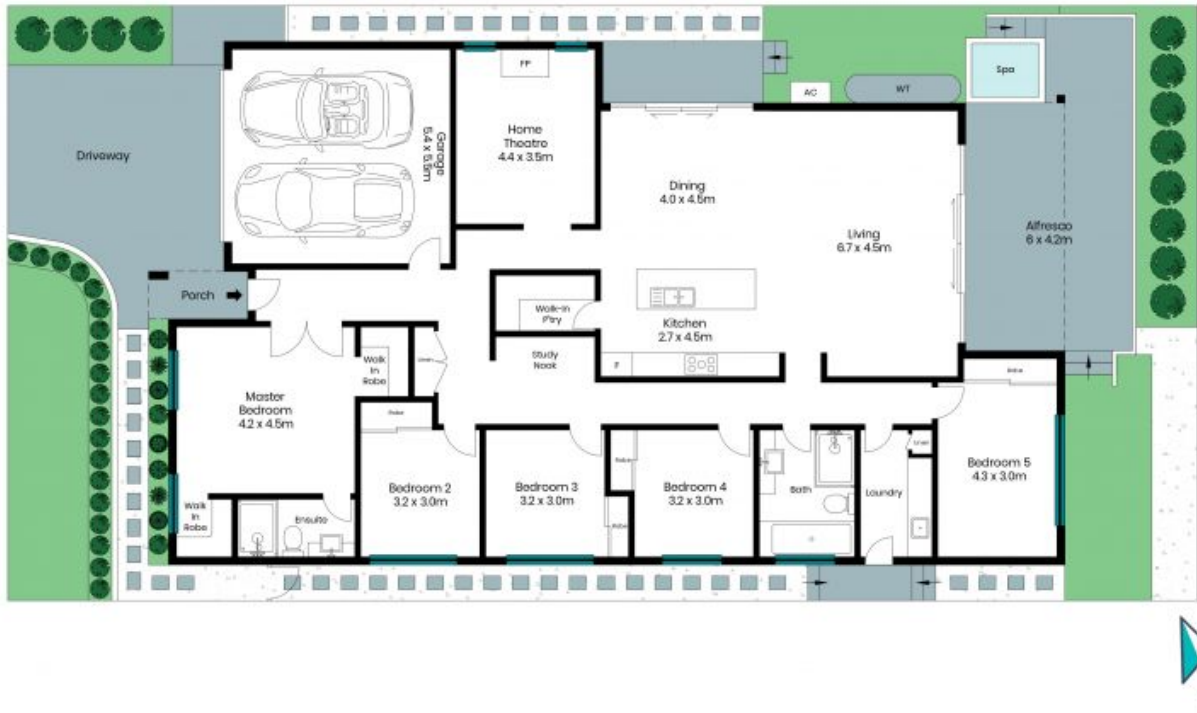 Driveway
Garage
5.4 x 5.5m
FP
Home
Theatre
4.4 x 3.5m
AC
WT
Spa
Dining
4.0 x 4.5m
Living
6.7 x 4.5m
Alfresco
6 x 4.2m
Porch
Walk-In
P'try
Kitchen
2.7 x 4.5m
F
Study
Nook
Linen
Walk
In
Robe
Master
Bedroom
4.2 x 4.5m
Robe
Bedroom 2
3.2 x 3.0m
Bedroom 3
3.2 x 3.0m
Robe
Robe
Bedroom 4
3.2 x 3.0m
Bath
Laundry
Linen
Robe
Bedroom 5
4.3 x 3.0m
Walk
In
Robe
Ensuite